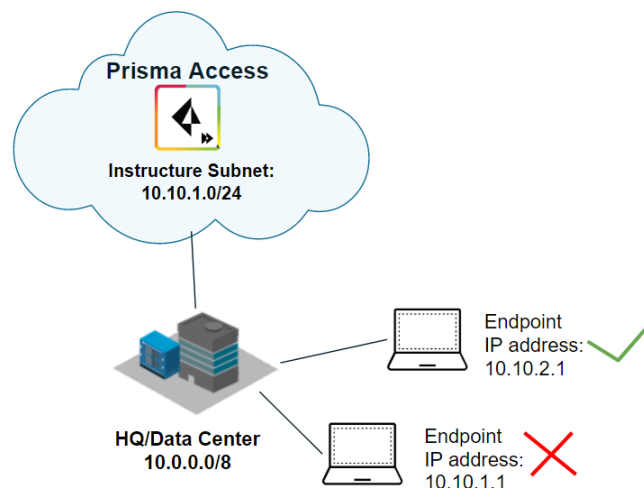 Prisma Access
Instructure Subnet:
10.10.1.0/24
Endpoint
IP address:
10.10.2.1
HQ/Data Center
10.0.0.0/8
Endpoint
IP address:
10.10.1.1